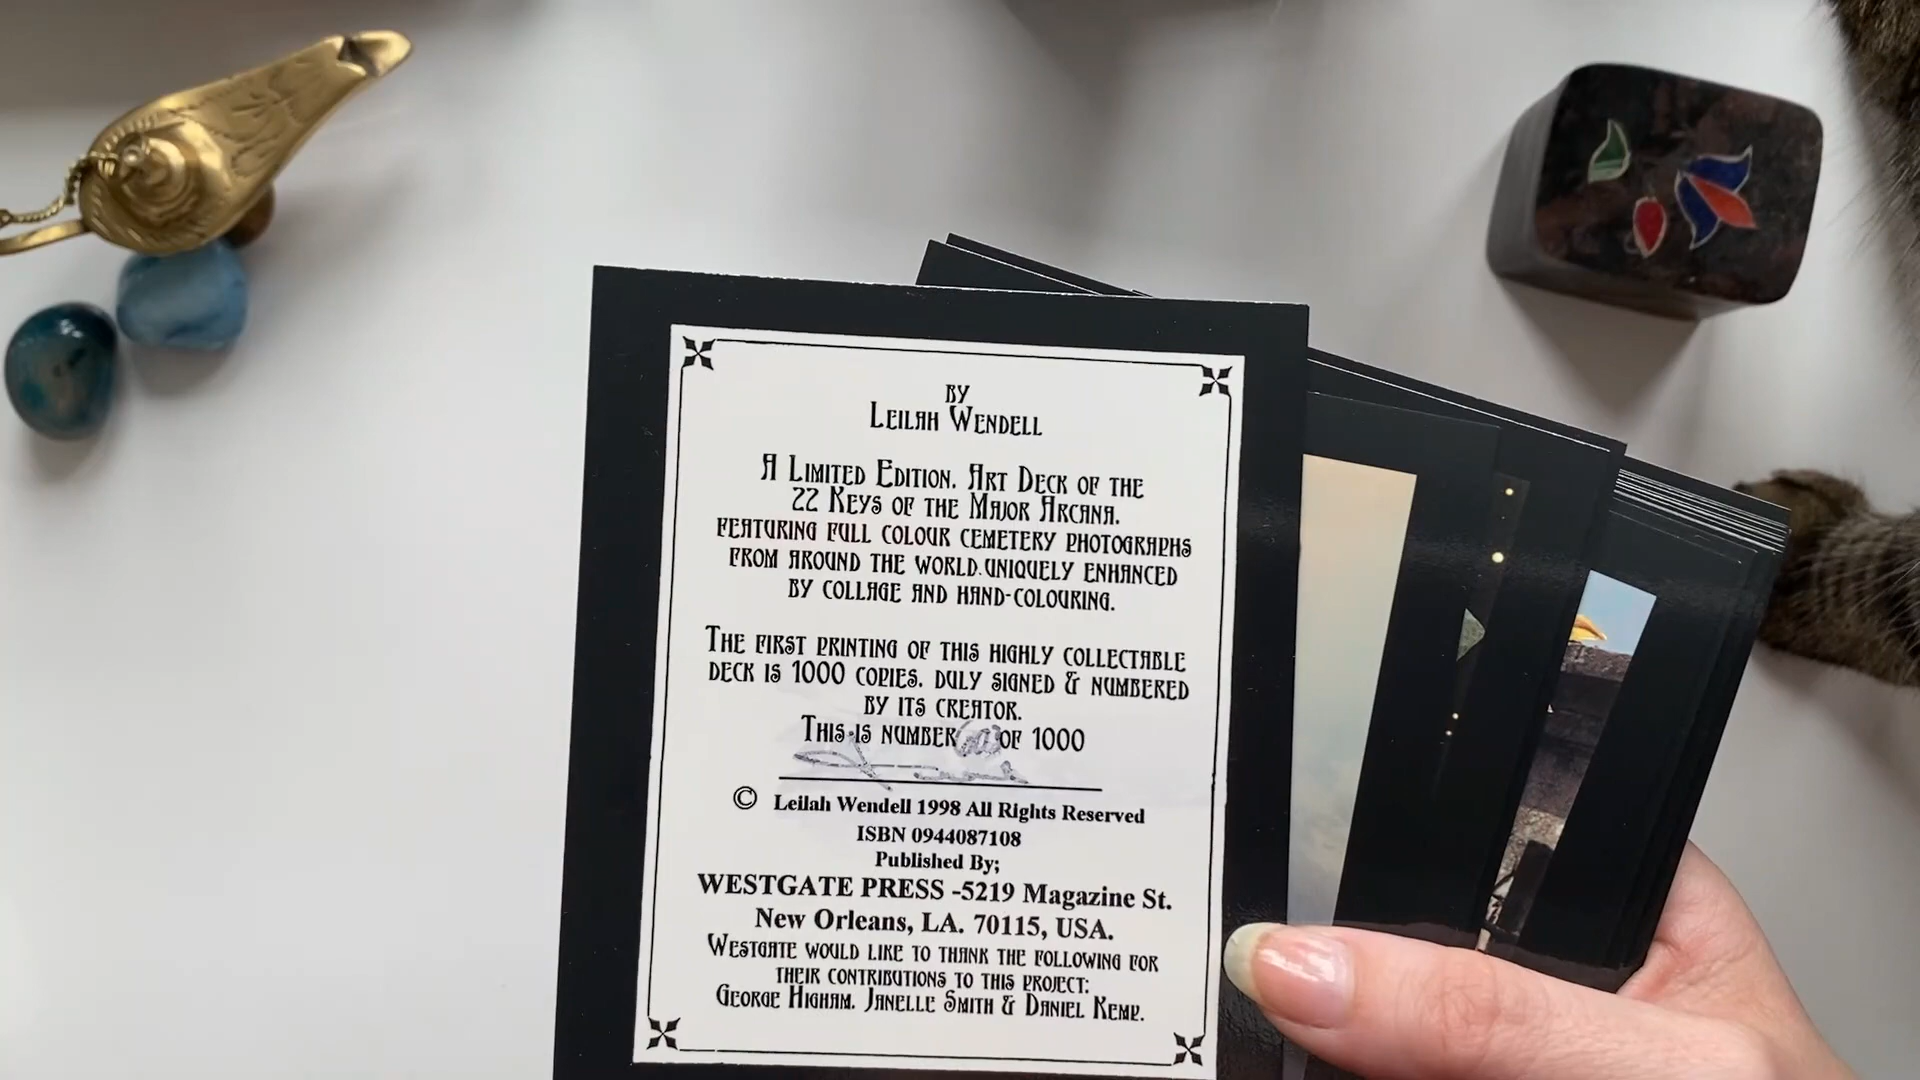 BY
LEILAH WENDELL
A LIMITED EDITION, ART DECK OF THE
22 KEYS OF THE MAJOR ARCANA.
FEATURING FULL COLOUR CEMETERY PHOTOGRAPHS
FROM AROUND THE WORLD, UNIQUELY ENHANCED
BY COLLAGE AND HAND-COLOURING.
THE FIRST PRINTING OF THIS HIGHLY COLLECTABLE
DECK IS 1000 COPIES, DULY SIGNED & NUMBERED
BY ITS CREATOR.
THIS IS NUMBER OF 1000
© Leilah Wendell 1998 All Rights Reserved
ISBN 0944087108
Published By;
WESTGATE PRESS -5219 Magazine St.
New Orleans, LA. 70115, USA.
WESTGATE WOULD LIKE TO THANK THE FOLLOWING FOR
THEIR CONTRIBUTIONS TO THIS PROJECT:
GEORGE HIGHAM, JANELLE SMITH & DANIEL KEMP.